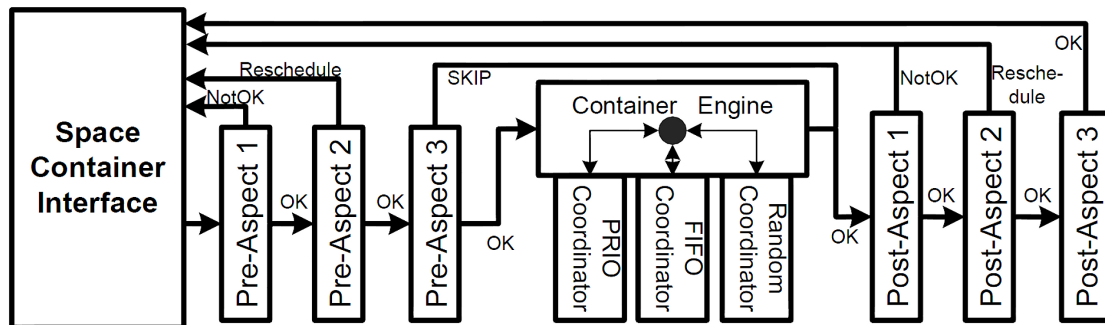 Space
Container
Interface
NotOK
Reschedule
SKIP
Pre-Aspect 1
OK
Pre-Aspect 2
OK
Pre-Aspect 3
OK
Container Engine
PRIO
Coordinator
FIFO
Coordinator
Random
Coordinator
OK
Post-Aspect 1
NotOK
OK
Post-Aspect 2
Resche-
dule
OK
Post-Aspect 3
OK